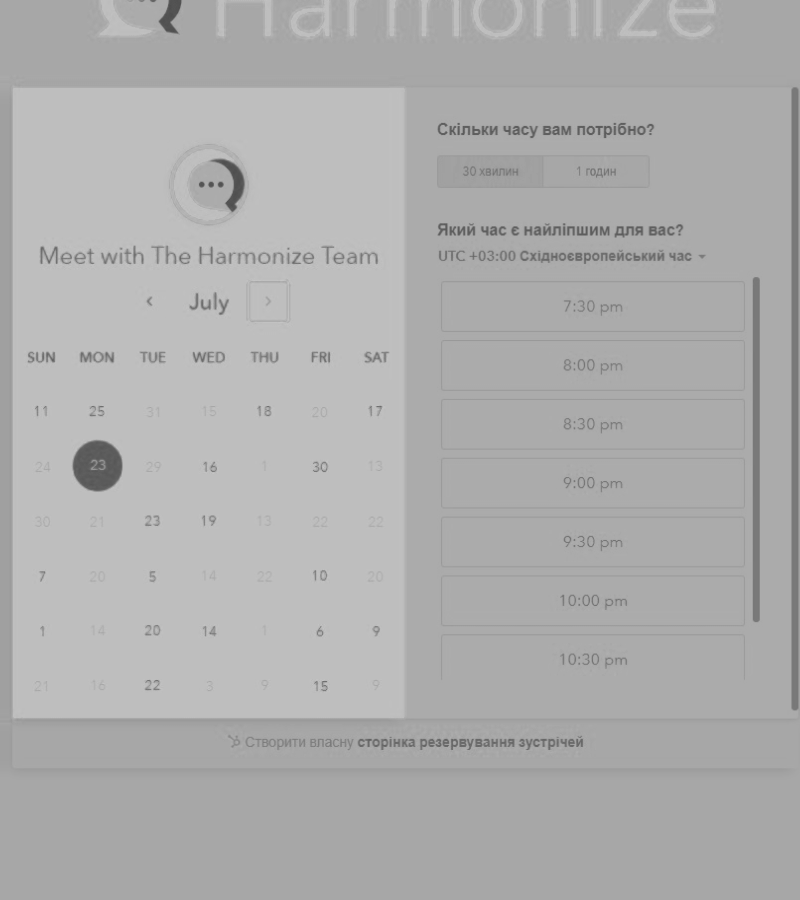 Harmonize
Meet with The Harmonize Team
July
SUN MON TUE WED THU FRI SAT
11 25 31 15 18 20 17
24 23 29 16 1 30 13
30 21 23 19 13 22 22
7 20 5 14 22 10 20
1 14 20 14 1 6 9
21 16 22 3 9 15 9
Скільки часу вам потрібно?
30 хвилин 1 годин
Який час є найліпшим для вас?
UTC +03:00 Східноєвропейський час
7:30 pm
8:00 pm
8:30 pm
9:00 pm
9:30 pm
10:00 pm
10:30 pm
Створити власну сторінка резервування зустрічей